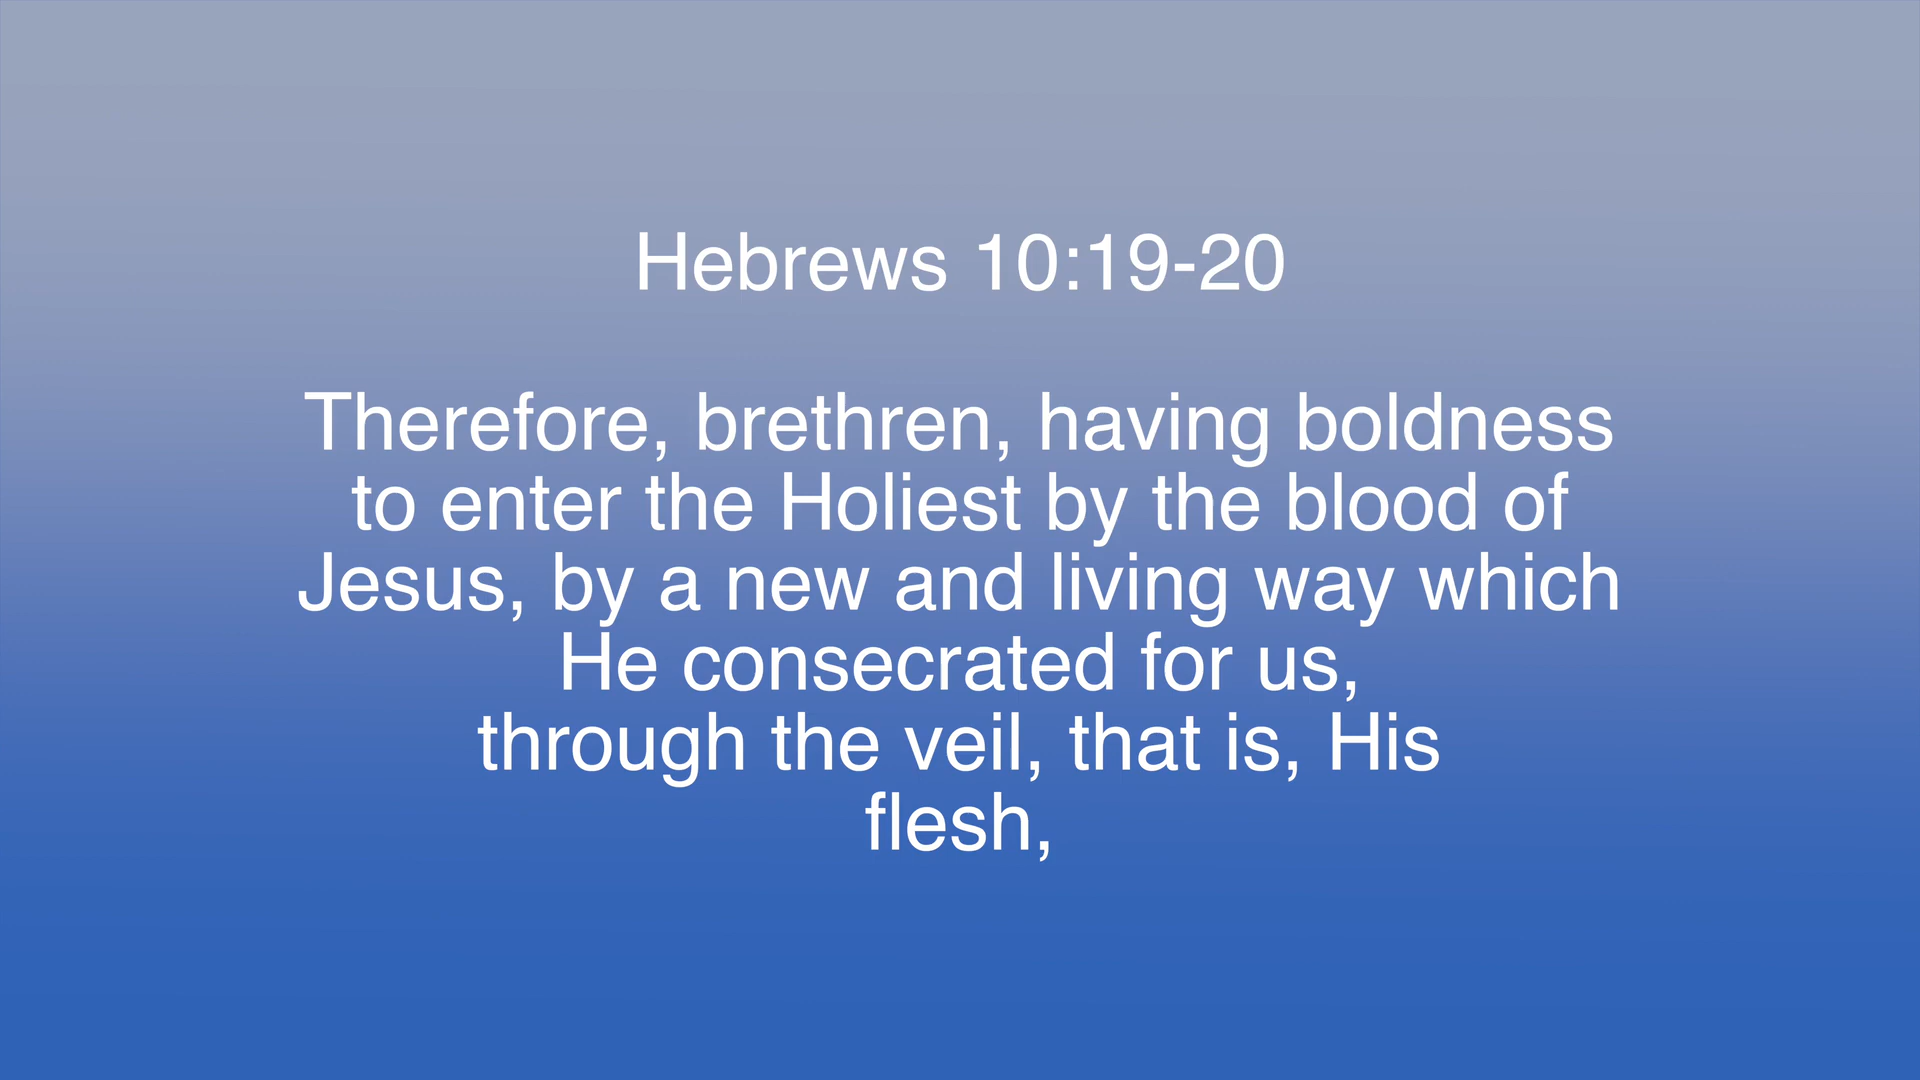 Hebrews 10:19-20
Therefore, brethren, having boldness
to enter the Holiest by the blood of
Jesus, by a new and living way which
He consecrated for us,
through the veil, that is, His
flesh,